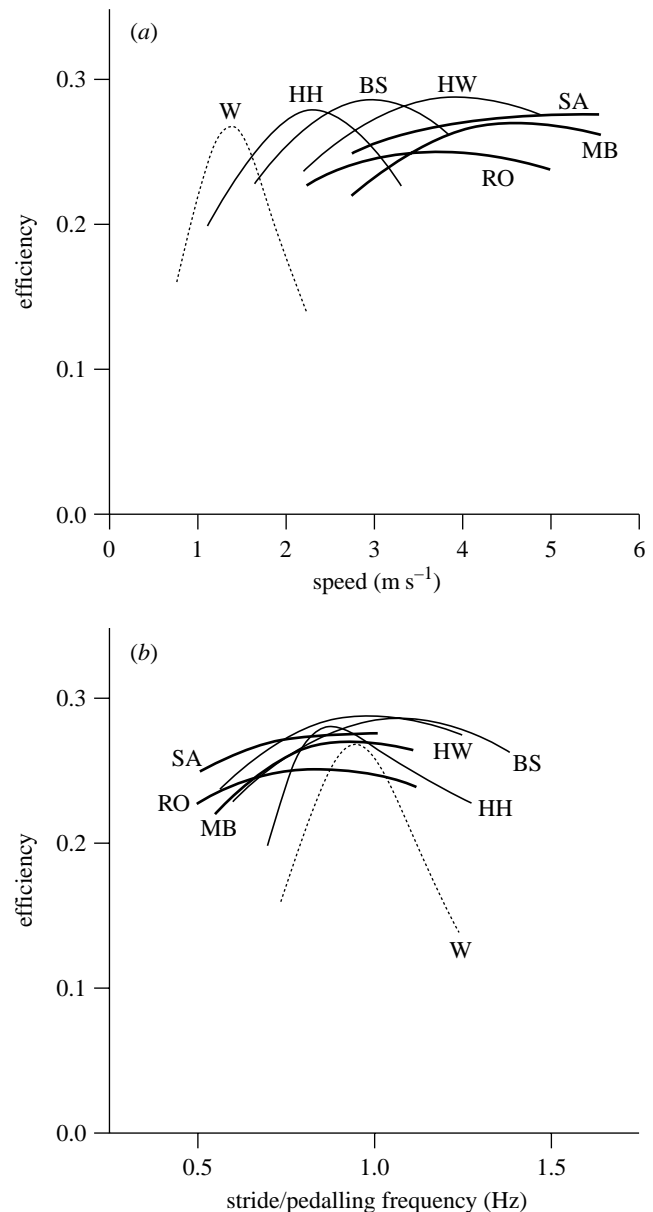 (a)
0.3
0.2
0.1
0.0
efficiency
W
HH
BS
HW
SA
MB
RO
0
1
2
3
4
5
6
speed (m s–1)
(b)
0.3
0.2
0.1
0.0
efficiency
SA
RO
MB
HW
BS
HH
W
0.5
1.0
1.5
stride/pedalling frequency (Hz)